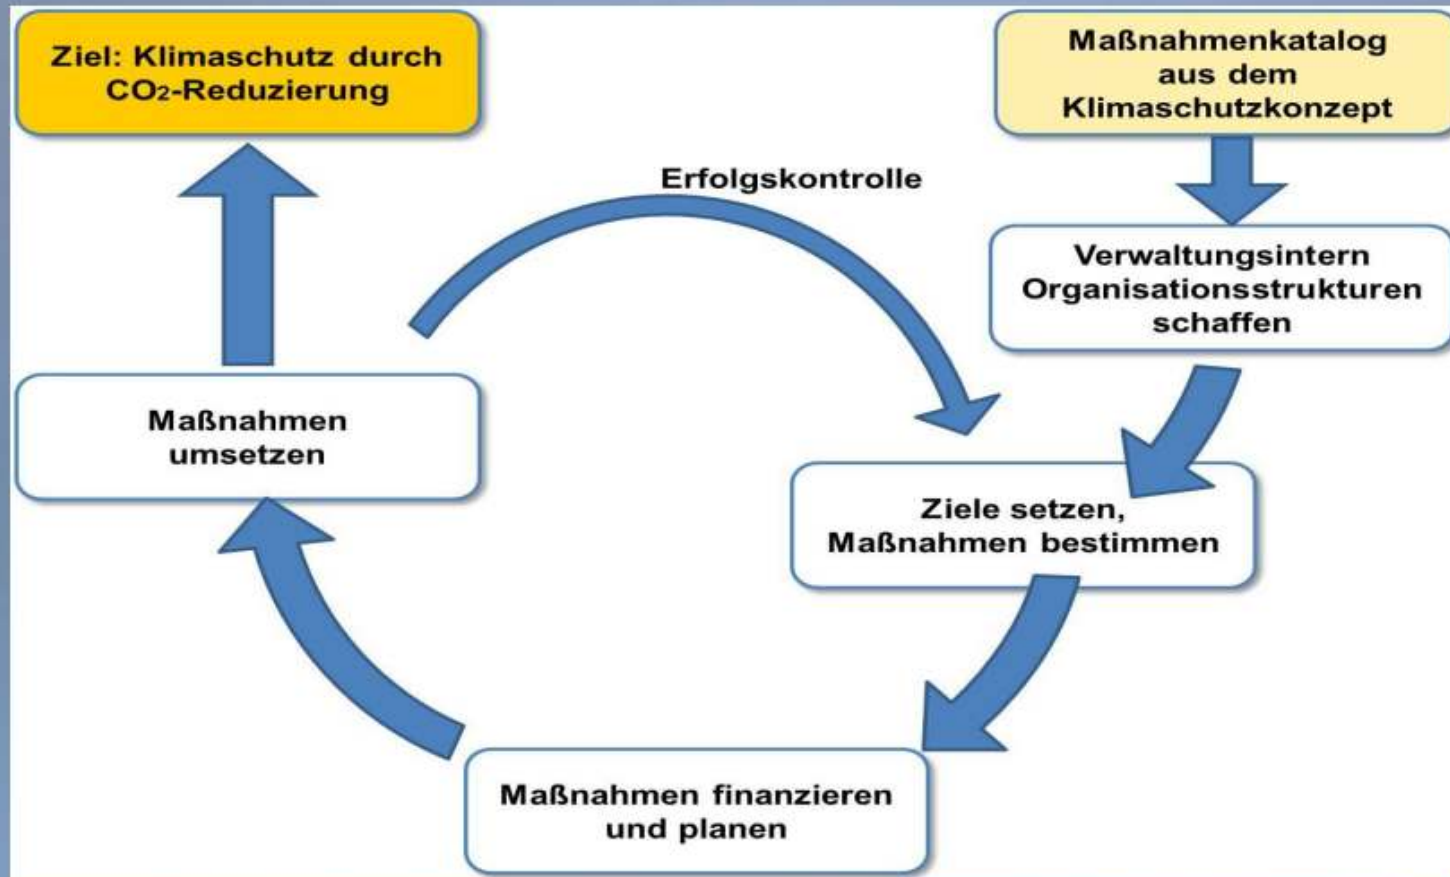 Ziel: Klimaschutz durch
CO₂-Reduzierung
Maßnahmenkatalog
aus dem
Klimaschutzkonzept
Erfolgskontrolle
Verwaltungsintern
Organisationsstrukturen
schaffen
Maßnahmen
umsetzen
Ziele setzen,
Maßnahmen bestimmen
Maßnahmen finanzieren
und planen